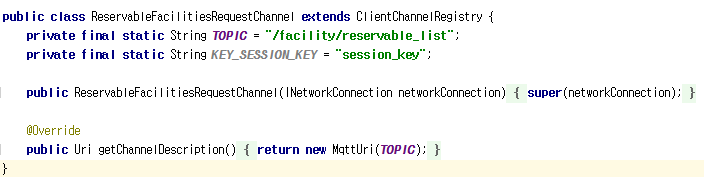 public class ReservableFacilitiesRequestChannel extends ClientChannelRegistry {
private final static String TOPIC = "/facility/reservable_list";
private final static String KEY_SESSION_KEY = "session_key";
public ReservableFacilitiesRequestChannel(INetworkConnection networkConnection) { super(networkConnection); }
@Override
public Uri getChannelDescription() { return new MqttUri(TOPIC); }
}